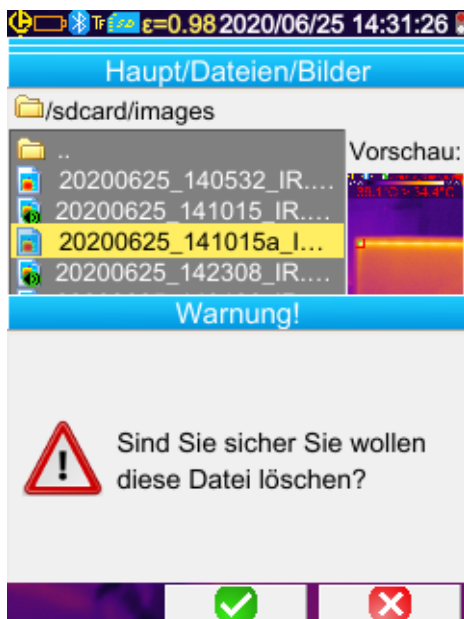 TF ε=0.98 2020/06/25 14:31:26
Haupt/Dateien/Bilder
/sdcard/images
..
Vorschau:
20200625_140532_IR....
20200625_141015_IR....
20200625_141015a_I...
20200625_142308_IR....
Warnung!
Sind Sie sicher Sie wollen
diese Datei löschen?